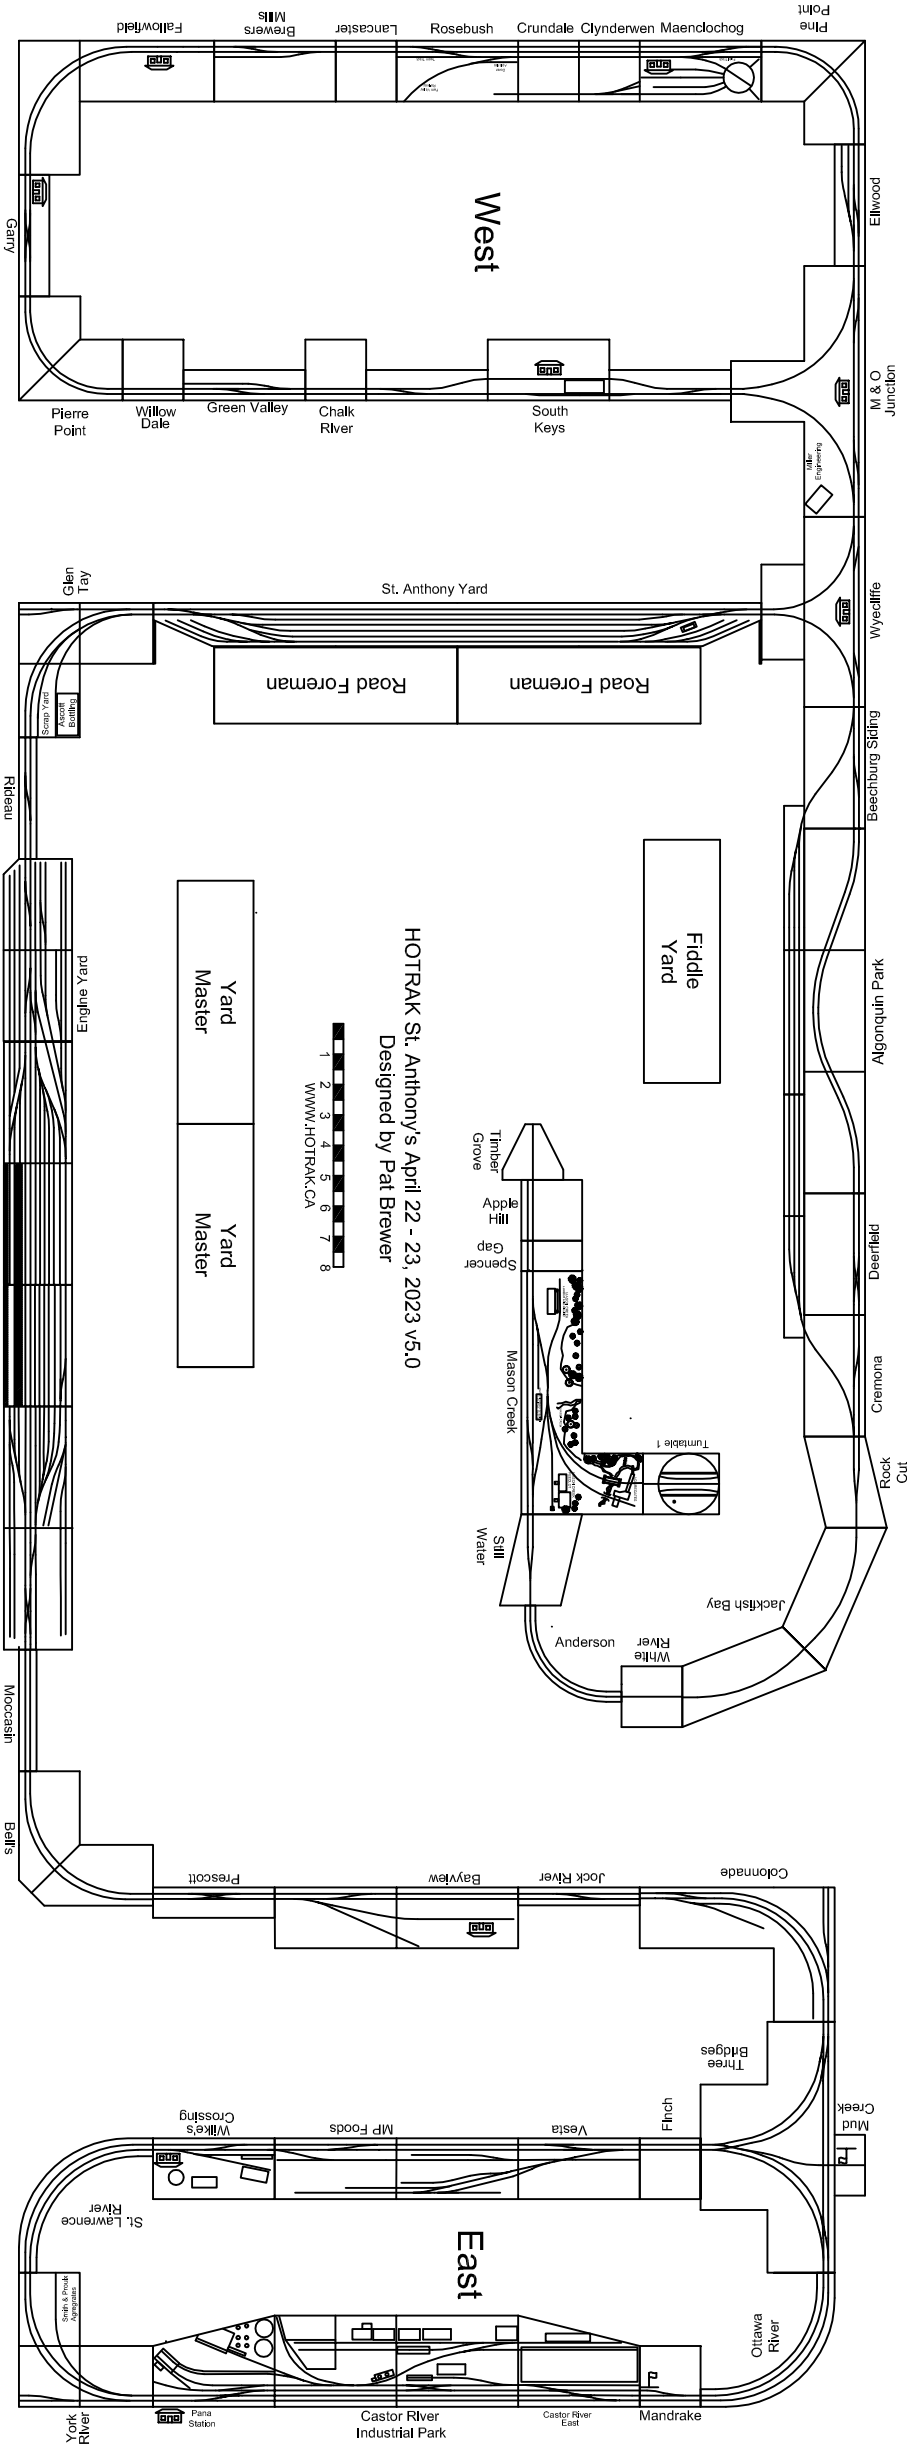 Fallowfield
Brewers
Mills
Lancaster
Rosebush
Crundale
Clynderwen
Maenclochog
Pine
Point
Garry
West
Ellwood
M & O
Junction
Pierre
Point
Willow
Dale
Green Valley
Chalk
River
South
Keys
Miller
Engineering
Glen
Tay
St. Anthony Yard
Wyecliffe
Scrap Yard
Ascott
Bottling
Road Foreman
Road Foreman
Rideau
Beechburg Siding
Engine Yard
Yard
Master
Yard
Master
Fiddle
Yard
Algonquin Park
HOTRAK St. Anthony's April 22 - 23, 2023 v5.0
Designed by Pat Brewer
1 2 3 4 5 6 7 8
WWW.HOTRAK.CA
Timber
Grove
Apple
Hill
Spencer
Gap
Mason Creek
Turntable 1
Deerfield
Cremona
Rock
Cut
Still
Water
Anderson
White
River
Jackfish Bay
Moccasin
Bell's
Prescott
Bayview
Jock River
Colonnade
Three
Bridges
Mud
Creek
Wilke's
Crossing
MP Foods
Vesta
Finch
St. Lawrence
River
East
Smith & Proulx
Aggregates
Ottawa
River
York
River
Pana
Station
Castor River
Industrial Park
Castor River
East
Mandrake